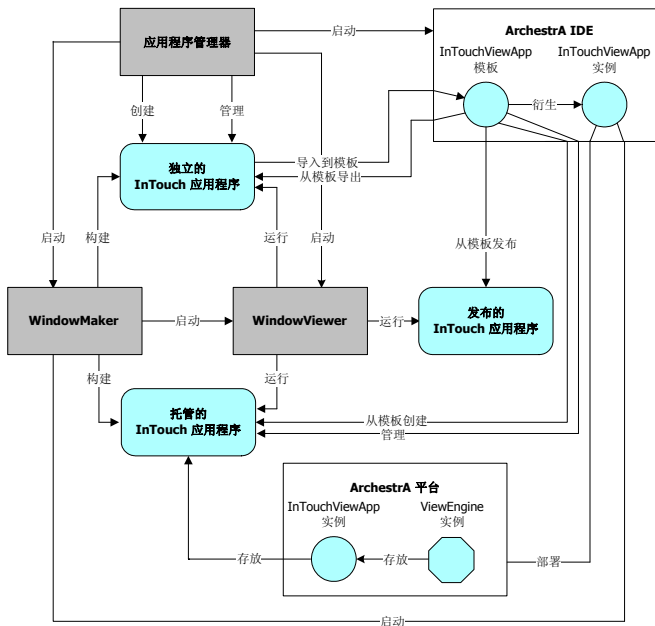 应用程序管理器
启动
ArchestrA IDE
InTouchViewApp
模板
InTouchViewApp
实例
衍生
创建
管理
独立的
InTouch 应用程序
导入到模板
从模板导出
启动
构建
运行
启动
从模板发布
WindowMaker
启动
WindowViewer
运行
发布的
InTouch 应用程序
构建
运行
托管的
InTouch 应用程序
从模板创建
管理
ArchestrA 平台
InTouchViewApp
实例
ViewEngine
实例
存放
存放
部署
启动